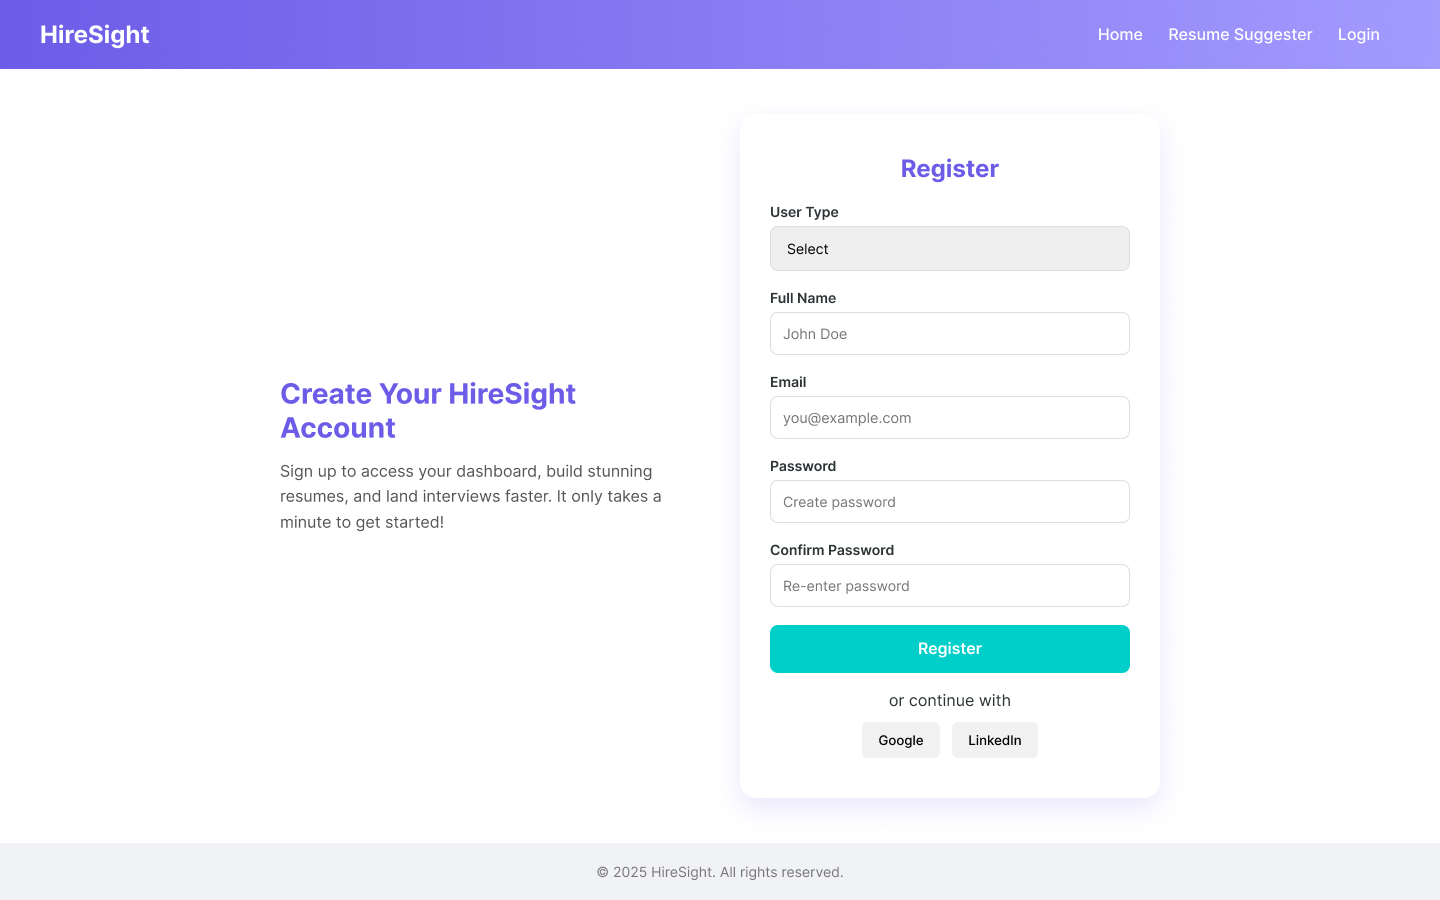 HireSight
Home
Resume Suggester
Login
Create Your HireSight
Account
Sign up to access your dashboard, build stunning
resumes, and land interviews faster. It only takes a
minute to get started!
Register
User Type
Select
Full Name
John Doe
Email
you@example.com
Password
Create password
Confirm Password
Re-enter password
Register
or continue with
Google
LinkedIn
© 2025 HireSight. All rights reserved.